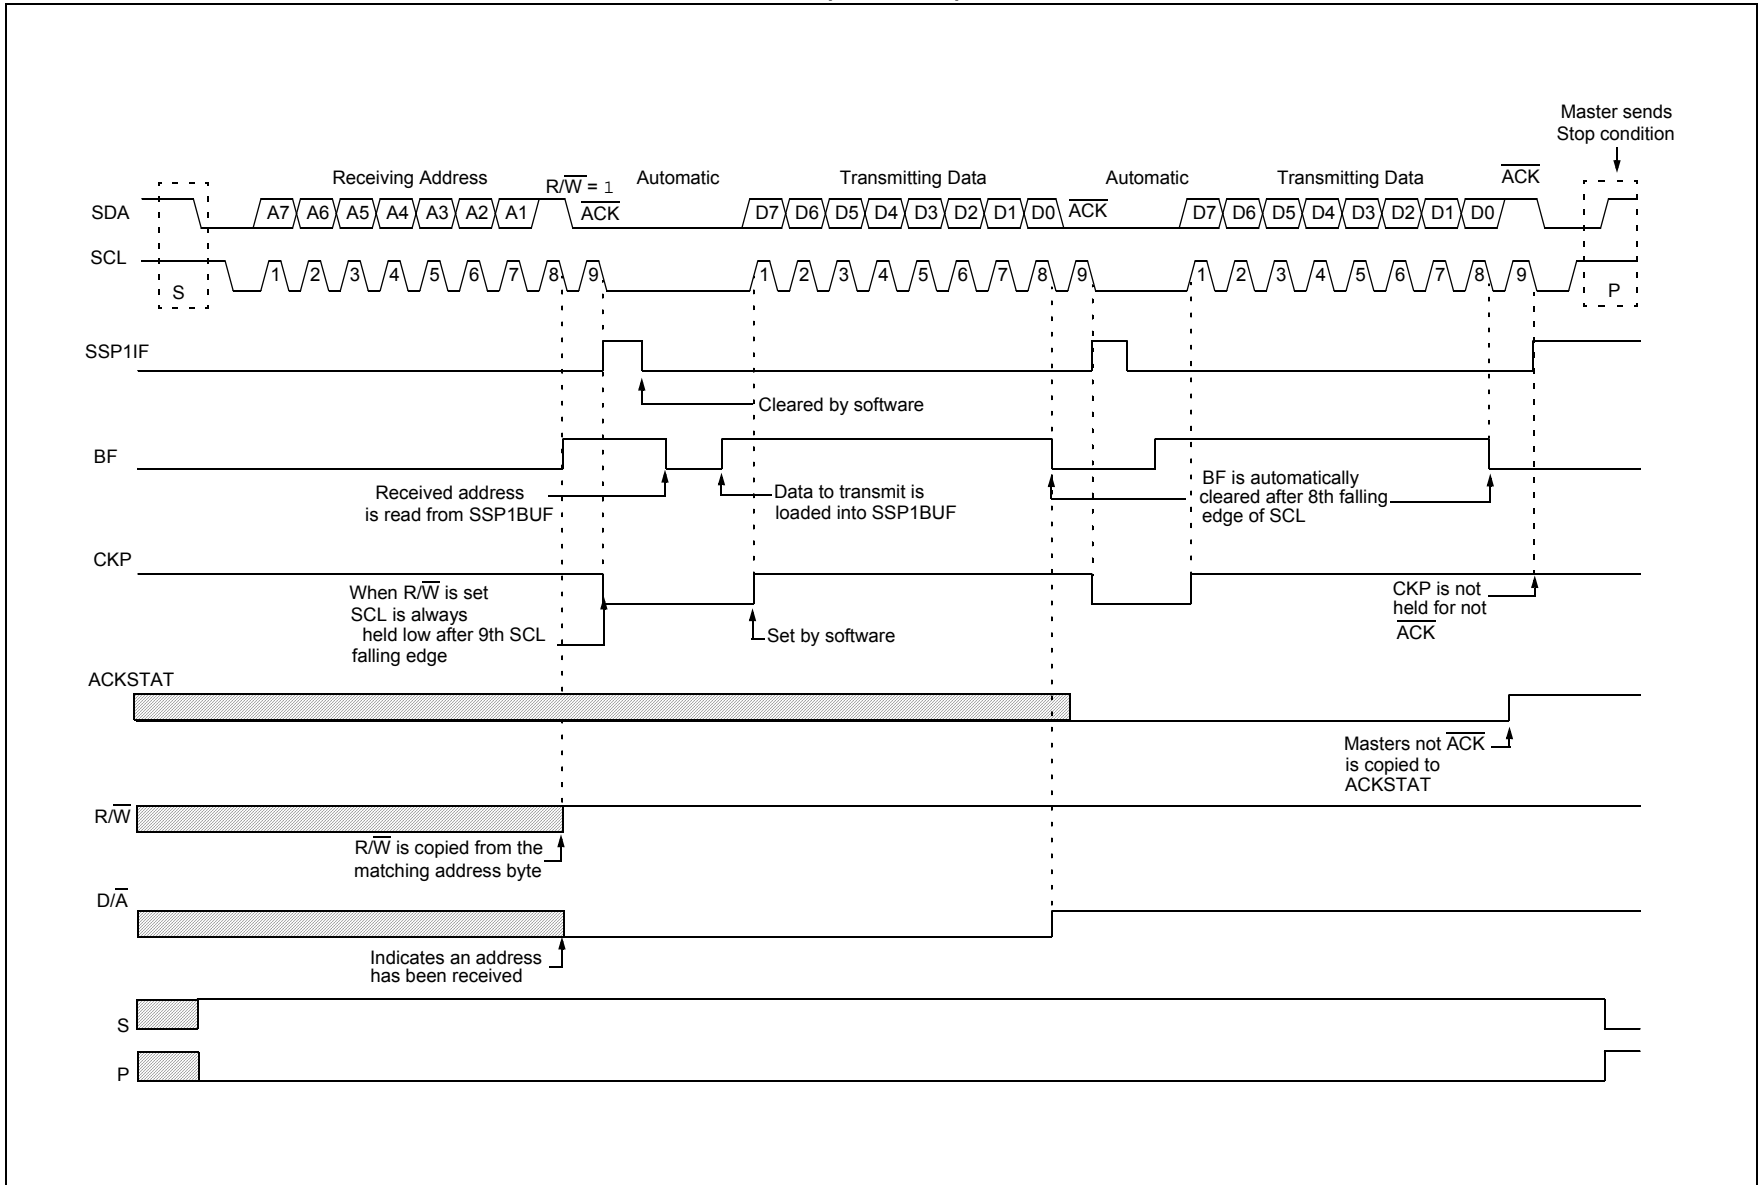 Master sends
Stop condition
Receiving Address
R/W̅ = 1
Automatic
Transmitting Data
Automatic
Transmitting Data
A̅C̅K̅
SDA
A7 A6 A5 A4 A3 A2 A1
A̅C̅K̅
D7 D6 D5 D4 D3 D2 D1 D0
A̅C̅K̅
D7 D6 D5 D4 D3 D2 D1 D0
SCL
1 2 3 4 5 6 7 8 9
1 2 3 4 5 6 7 8 9
1 2 3 4 5 6 7 8 9
S
P
SSP1IF
Cleared by software
BF
Received address
is read from SSP1BUF
Data to transmit is
loaded into SSP1BUF
BF is automatically
cleared after 8th falling
edge of SCL
CKP
When R/W̅ is set
SCL is always
held low after 9th SCL
falling edge
Set by software
CKP is not
held for not
A̅C̅K̅
ACKSTAT
Masters not A̅C̅K̅
is copied to
ACKSTAT
R/W̅
R/W̅ is copied from the
matching address byte
D/A̅
Indicates an address
has been received
S
P